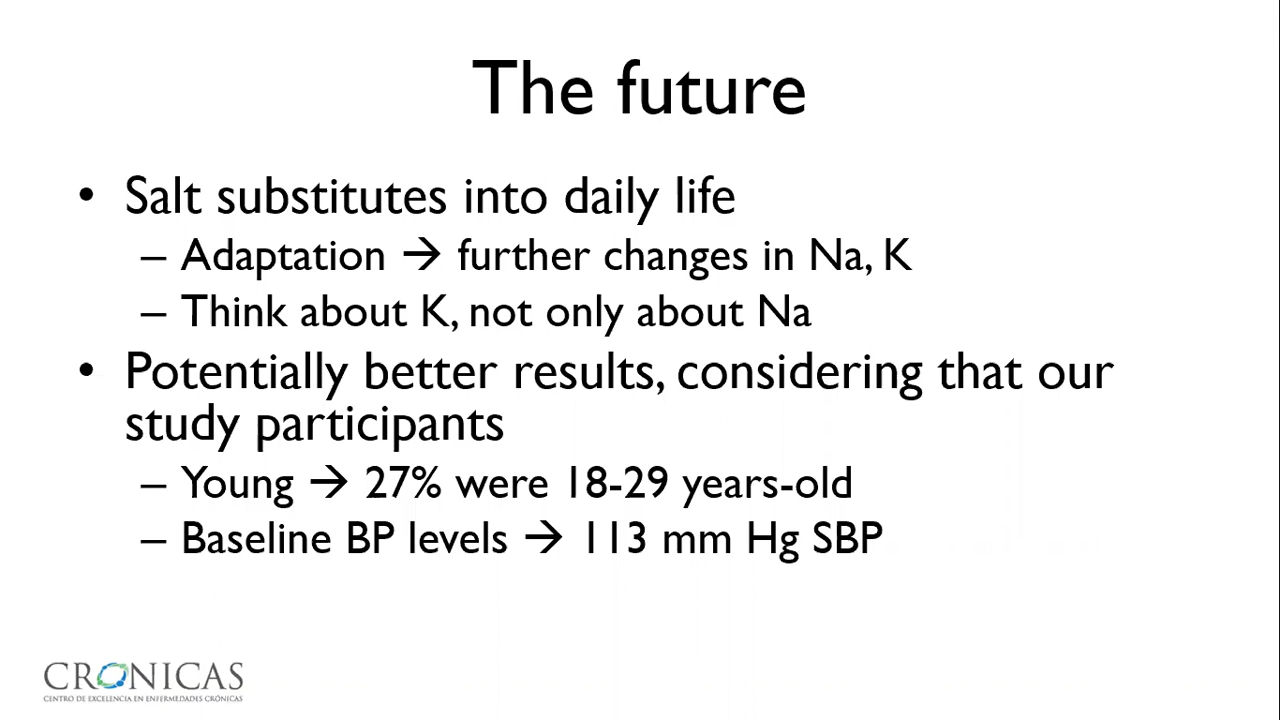 The future
• Salt substitutes into daily life
– Adaptation → further changes in Na, K
– Think about K, not only about Na
• Potentially better results, considering that our
study participants
– Young → 27% were 18-29 years-old
– Baseline BP levels → 113 mm Hg SBP
CRONICAS
CENTRO DE EXCELENCIA EN ENFERMEDADES CRÓNICAS